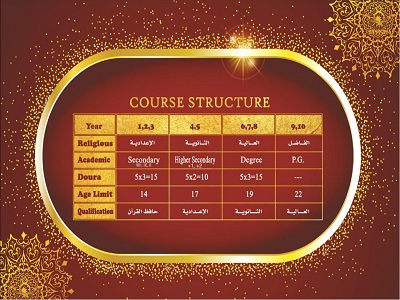 COURSE STRUCTURE
Year 1,2,3 4,5 6,7,8 9,10
Religious الإعدادية الثانوية العالية الفاضل
Academic Secondary Higher Secondary Degree P.G.
+1, +2
Doura 5x3=15 5x2=10 5x3=15 ---
Age Limit 14 17 19 22
Qualification حافظ القرآن الإعدادية الثانوية العالية